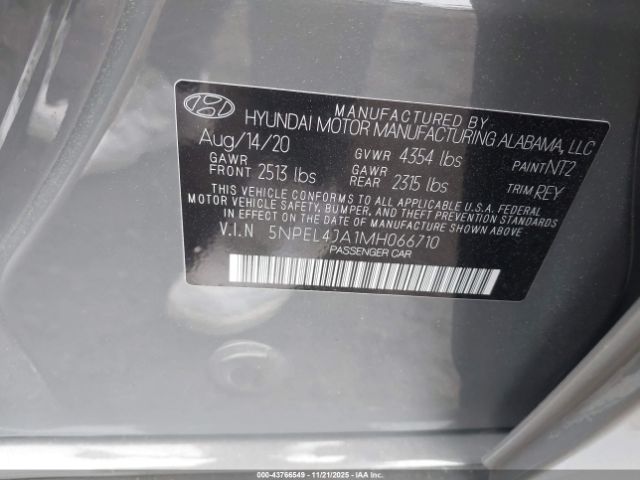 MANUFACTURED BY
HYUNDAI MOTOR MANUFACTURING ALABAMA, LLC
Aug/14/20 GVWR 4354 lbs PAINT NT2
GAWR FRONT 2513 lbs GAWR REAR 2315 lbs TRIM REY
THIS VEHICLE CONFORMS TO ALL APPLICABLE U.S.A. FEDERAL
MOTOR VEHICLE SAFETY, BUMPER, AND THEFT PREVENTION STANDARDS
IN EFFECT ON THE DATE OF MANUFACTURE SHOWN ABOVE.
V.I.N 5NPEL4JA1MH066710
PASSENGER CAR
000-43766549 - 11/21/2025 - IAAI.COM